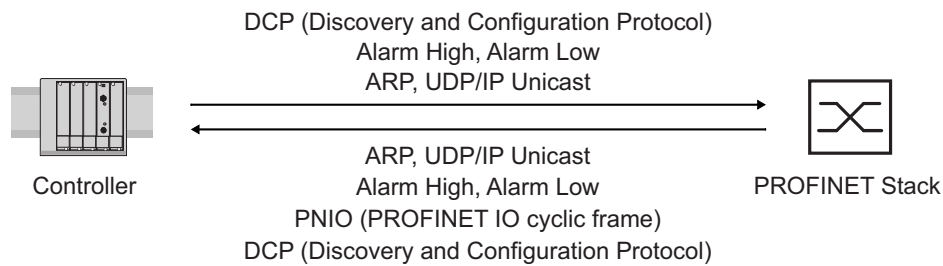 DCP (Discovery and Configuration Protocol)
Alarm High, Alarm Low
ARP, UDP/IP Unicast
Controller
PROFINET Stack
ARP, UDP/IP Unicast
Alarm High, Alarm Low
PNIO (PROFINET IO cyclic frame)
DCP (Discovery and Configuration Protocol)